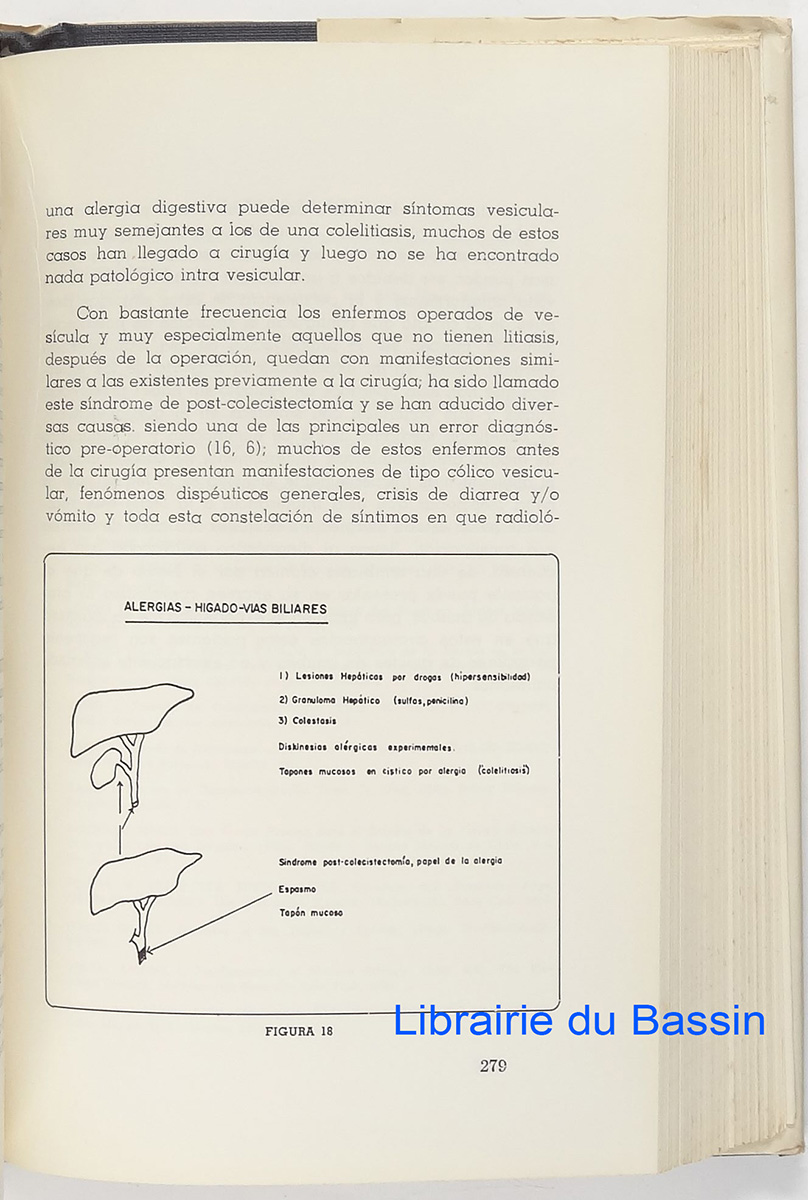 una alergia digestiva puede determinar síntomas vesicula-
res muy semejantes a los de una colelitiasis, muchos de estos
casos han llegado a cirugía y luego no se ha encontrado
nada patológico intra vesicular.
Con bastante frecuencia los enfermos operados de ve-
sícula y muy especialmente aquellos que no tienen litiasis,
después de la operación, quedan con manifestaciones simi-
lares a las existentes previamente a la cirugía; ha sido llamado
este síndrome de post-colecistectomía y se han aducido diver-
sas causas. siendo una de las principales un error diagnós-
tico pre-operatorio (16, 6); muchos de estos enfermos antes
de la cirugía presentan manifestaciones de tipo cólico vesicu-
lar, fenómenos dispéuticos generales, crisis de diarrea y/o
vómito y toda esta constelación de síntimos en que radioló-
ALERGIAS - HIGADO-VIAS BILIARES
1) Lesiones Hepáticas por drogas (hipersensibilidad)
2) Granuloma Hepático (sulfas, penicilina)
3) Colestasis
Diskinesias alérgicas experimentales.
Tapones mucosos en cístico por alergia ("colelitiasis")
Sindrome post-colecistectomía, papel de la alergia
Espasmo
Tapón mucoso
FIGURA 18
Librairie du Bassin
279